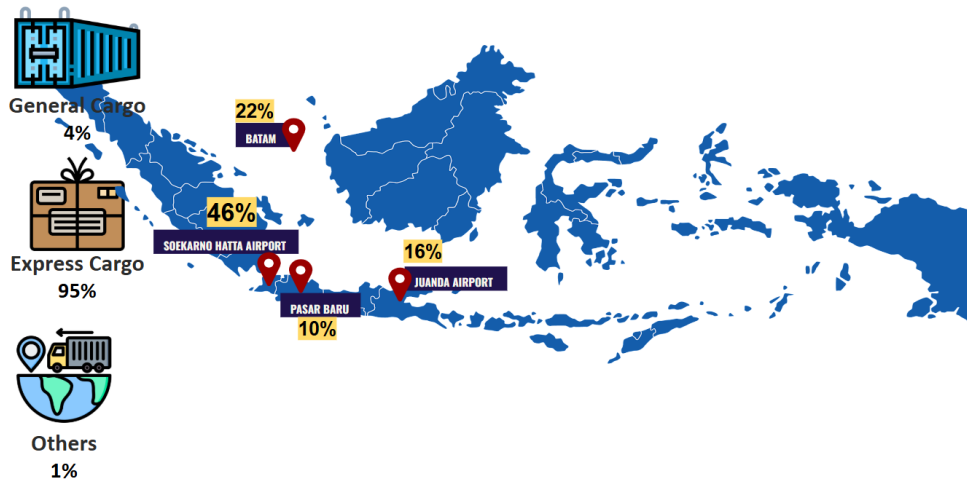 General Cargo
4%
Express Cargo
95%
Others
1%
22%
BATAM
46%
SOEKARNO HATTA AIRPORT
16%
JUANDA AIRPORT
PASAR BARU
10%